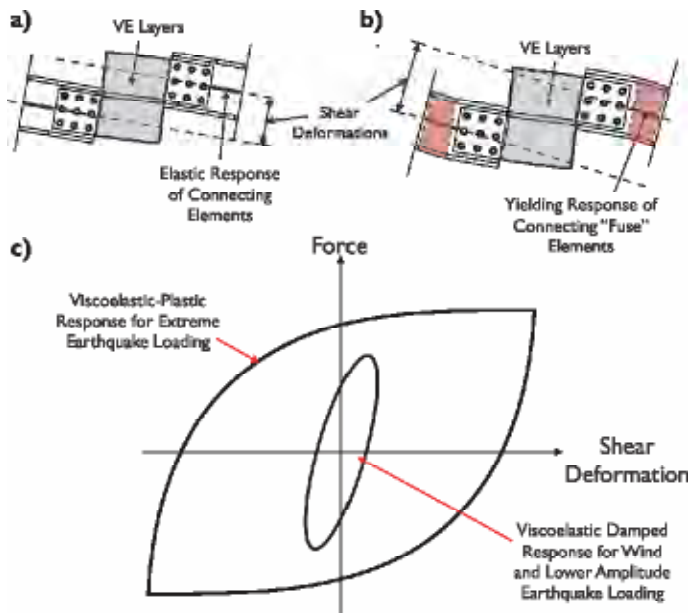 a)
VE Layers
Shear
Deformations
Elastic Response
of Connecting
Elements
b)
VE Layers
Yielding Response of
Connecting "Fuse"
Elements
c)
Force
Viscoelastic-Plastic
Response for Extreme
Earthquake Loading
Shear
Deformation
Viscoelastic Damped
Response for Wind
and Lower Amplitude
Earthquake Loading